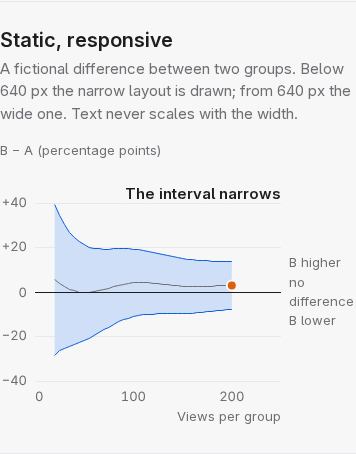 Static, responsive
A fictional difference between two groups. Below
640 px the narrow layout is drawn; from 640 px the
wide one. Text never scales with the width.
B − A (percentage points)
The interval narrows
+40
+20
0
−20
−40
B higher
no
difference
B lower
0 100 200
Views per group